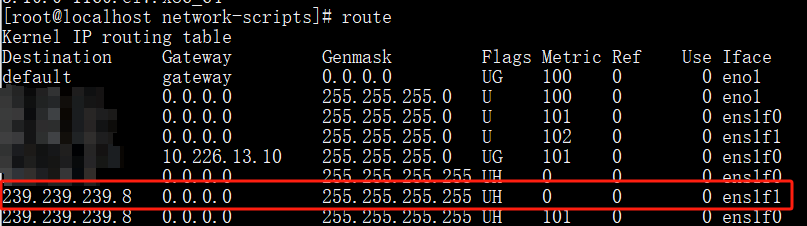 [root@localhost network-scripts]# route
Kernel IP routing table
Destination Gateway Genmask Flags Metric Ref Use Iface
default gateway 0.0.0.0 UG 100 0 0 eno1
0.0.0.0 255.255.255.0 U 100 0 0 eno1
0.0.0.0 255.255.255.0 U 101 0 0 ens1f0
0.0.0.0 255.255.255.0 U 102 0 0 ens1f1
10.226.13.10 255.255.255.0 UG 101 0 0 ens1f0
0.0.0.0 255.255.255.255 UH 0 0 0 ens1f0
239.239.239.8 0.0.0.0 255.255.255.255 UH 0 0 0 ens1f1
239.239.239.8 0.0.0.0 255.255.255.255 UH 101 0 0 ens1f0